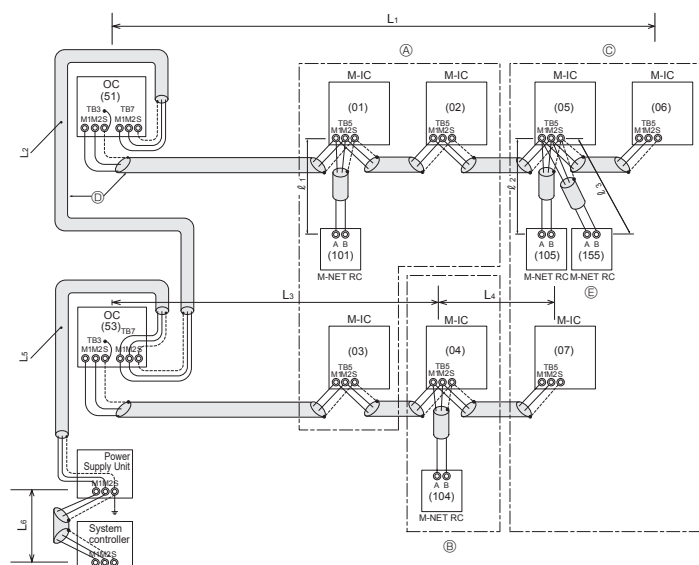 L1
Ⓐ
Ⓒ
M-IC
M-IC
M-IC
M-IC
OC
(51)
TB3
TB7
M1M2S
M1M2S
(01)
TB5
M1M2S
(02)
TB5
M1M2S
(05)
TB5
M1M2S
(06)
TB5
M1M2S
L2
Ⓓ
ℓ1
ℓ2
ℓ3
A B
(101)
M-NET RC
A B
(105)
M-NET RC
A B
(155)
M-NET RC
Ⓔ
L3
L4
OC
(53)
TB3
TB7
M1M2S
M1M2S
M-IC
(03)
TB5
M1M2S
M-IC
(04)
TB5
M1M2S
M-IC
(07)
TB5
M1M2S
L5
A B
(104)
M-NET RC
Ⓑ
Power
Supply Unit
M1M2S
L6
System
controller
M1M2S